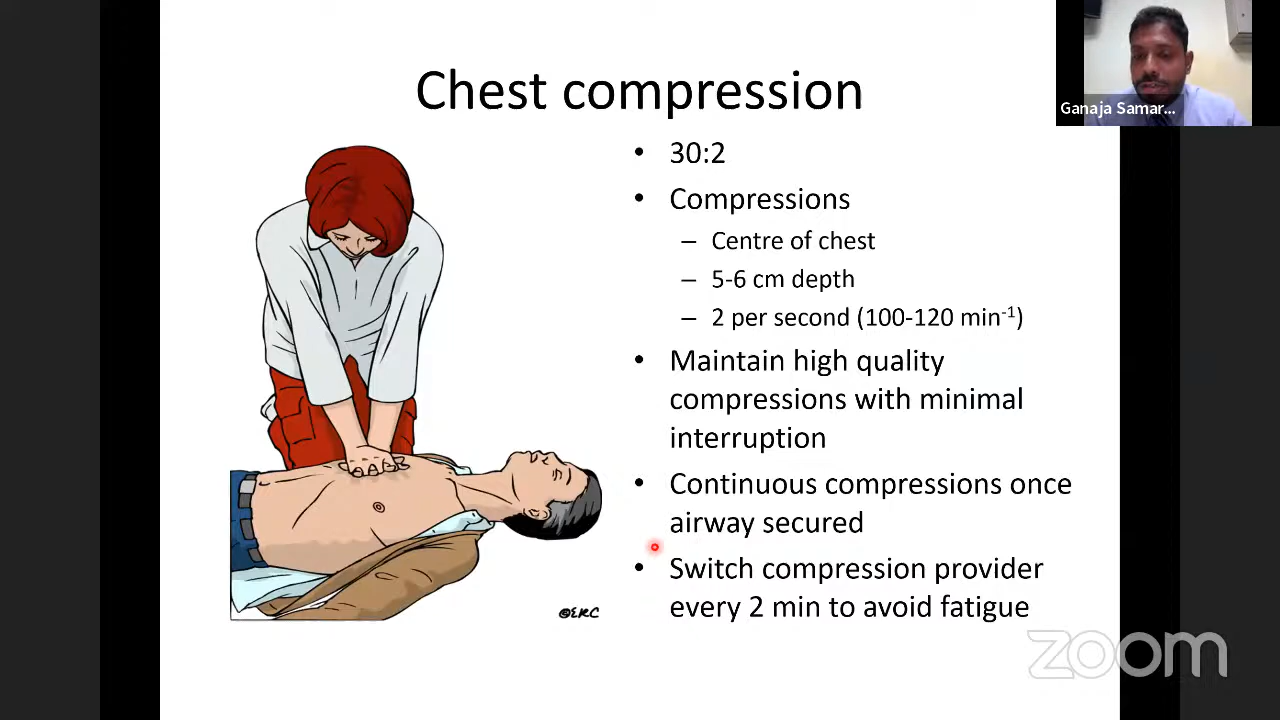 Chest compression
Ganaja Samar...
• 30:2
• Compressions
– Centre of chest
– 5-6 cm depth
– 2 per second (100-120 min⁻¹)
• Maintain high quality
compressions with minimal
interruption
• Continuous compressions once
airway secured
• Switch compression provider
every 2 min to avoid fatigue
©ERC
zoom